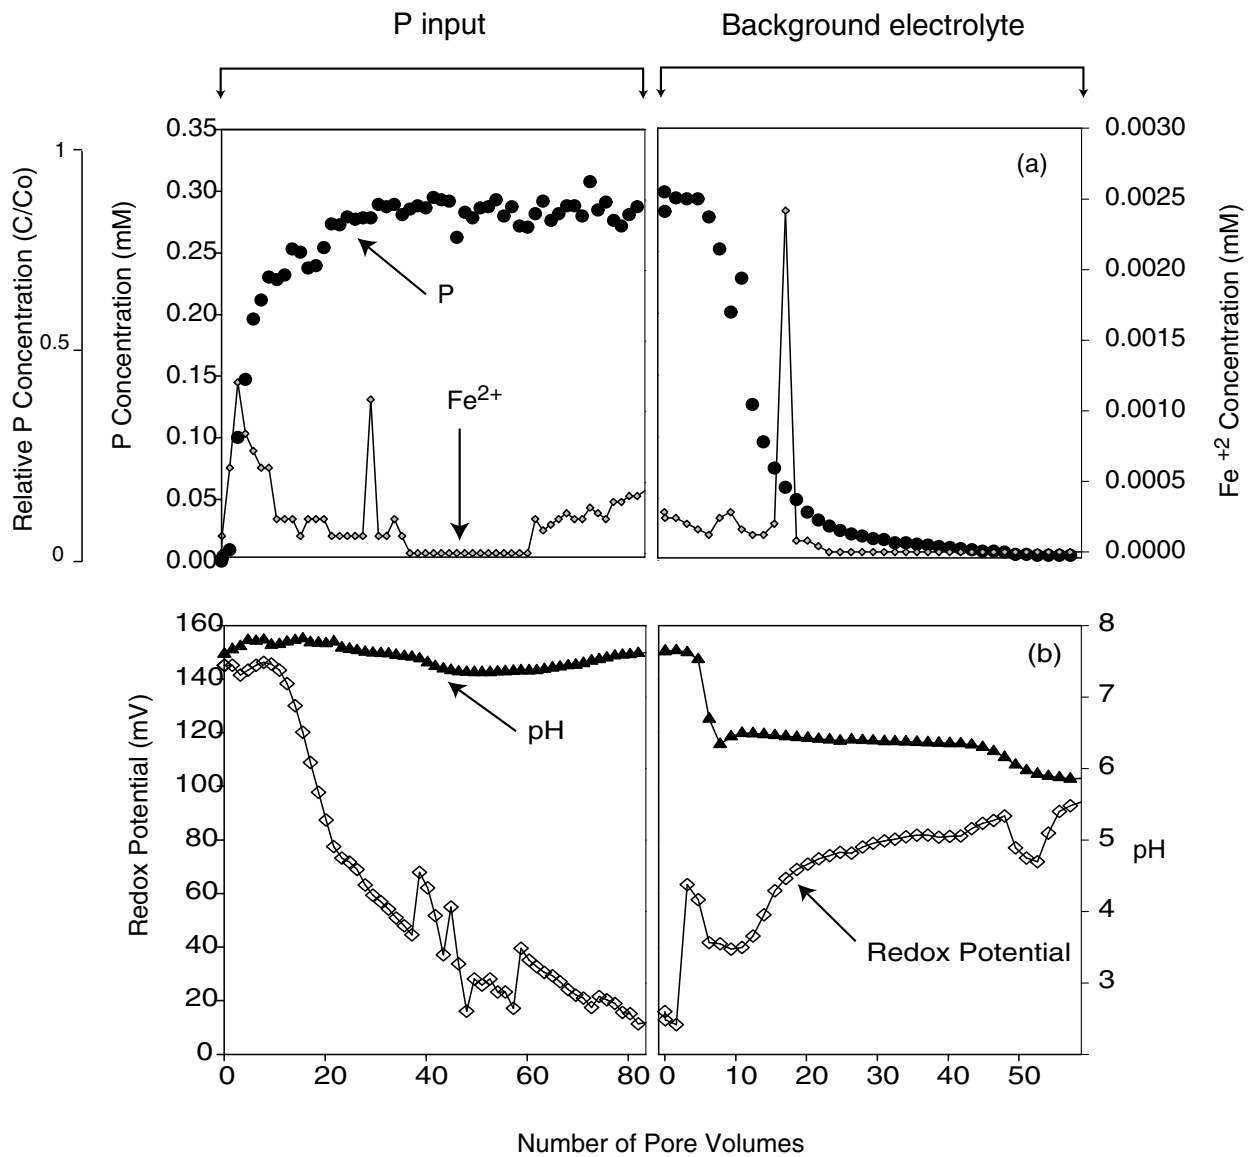 P input
Background electrolyte
0.35
0.30
0.25
0.20
0.15
0.10
0.05
0.00
1
0.5
0
Relative P Concentration (C/Co)
P Concentration (mM)
P
Fe2+
(a)
0.0030
0.0025
0.0020
0.0015
0.0010
0.0005
0.0000
Fe +2 Concentration (mM)
160
140
120
100
80
60
40
20
0
Redox Potential (mV)
pH
(b)
Redox Potential
8
7
6
5
4
3
pH
0 20 40 60 80
0 10 20 30 40 50
Number of Pore Volumes